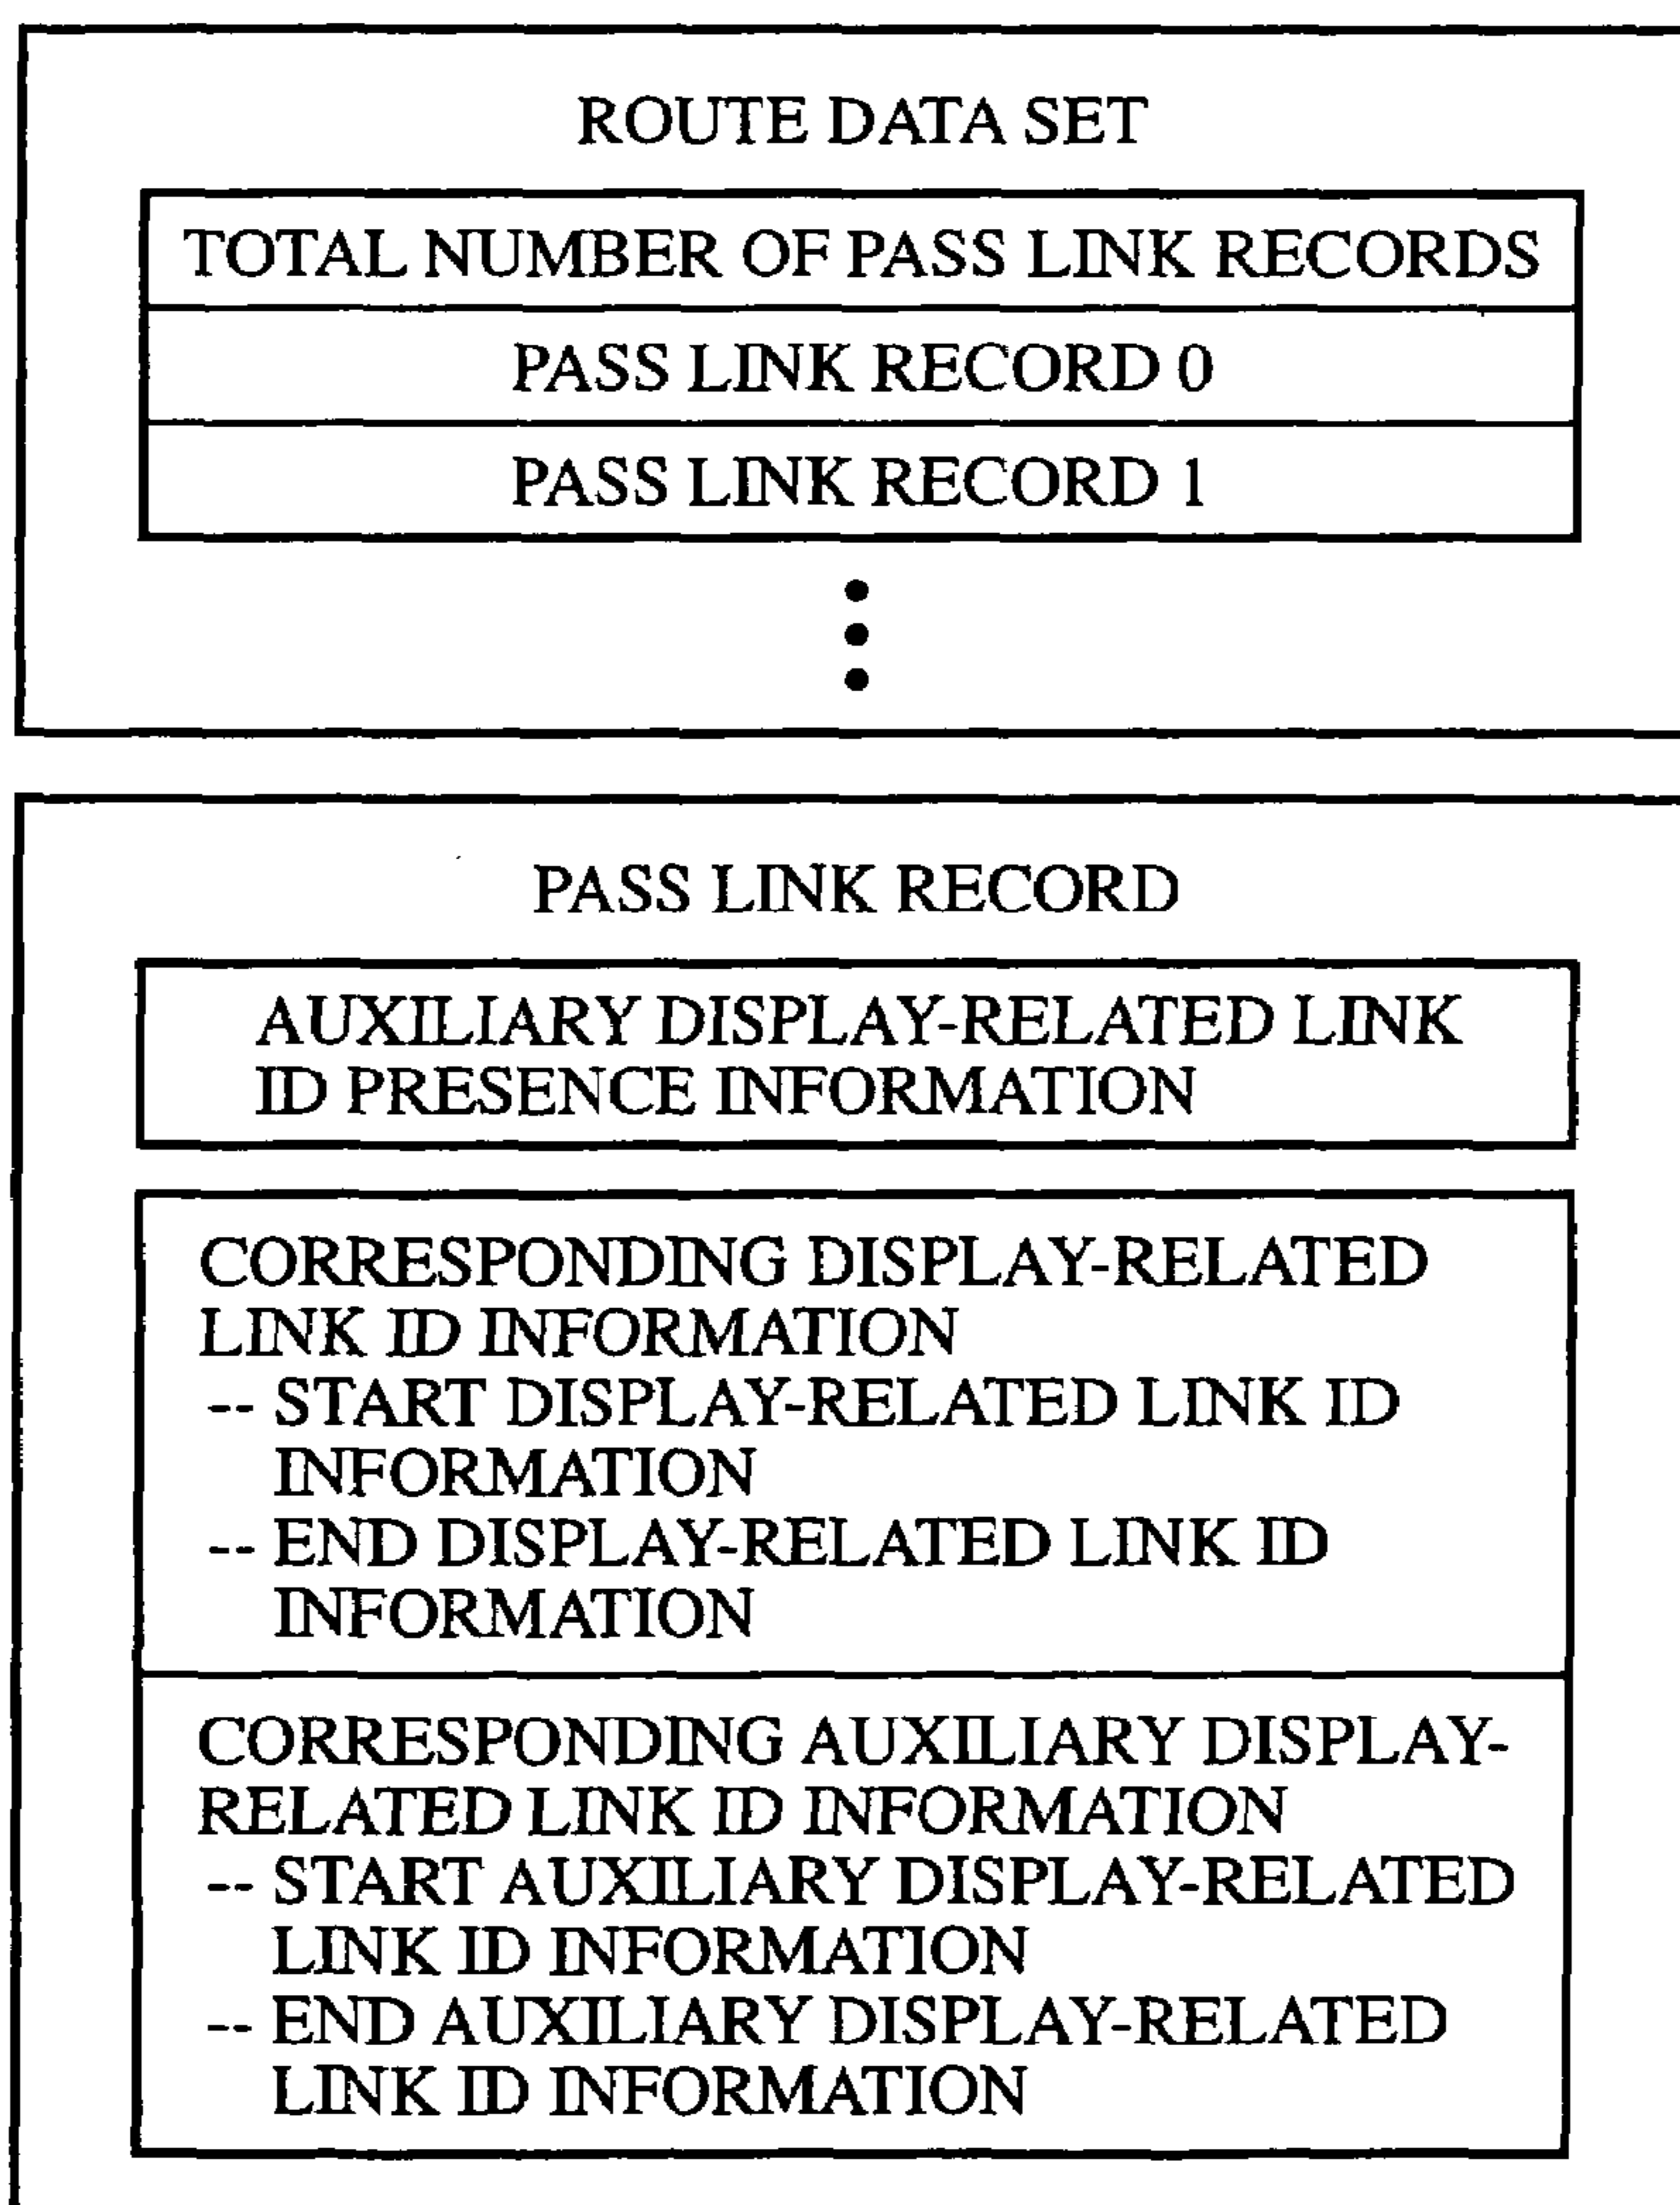 ROUTE DATA SET
TOTAL NUMBER OF PASS LINK RECORDS
PASS LINK RECORD 0
PASS LINK RECORD 1
PASS LINK RECORD
AUXILIARY DISPLAY-RELATED LINK
ID PRESENCE INFORMATION
CORRESPONDING DISPLAY-RELATED
LINK ID INFORMATION
-- START DISPLAY-RELATED LINK ID
INFORMATION
-- END DISPLAY-RELATED LINK ID
INFORMATION
CORRESPONDING AUXILIARY DISPLAY-
RELATED LINK ID INFORMATION
-- START AUXILIARY DISPLAY-RELATED
LINK ID INFORMATION
-- END AUXILIARY DISPLAY-RELATED
LINK ID INFORMATION